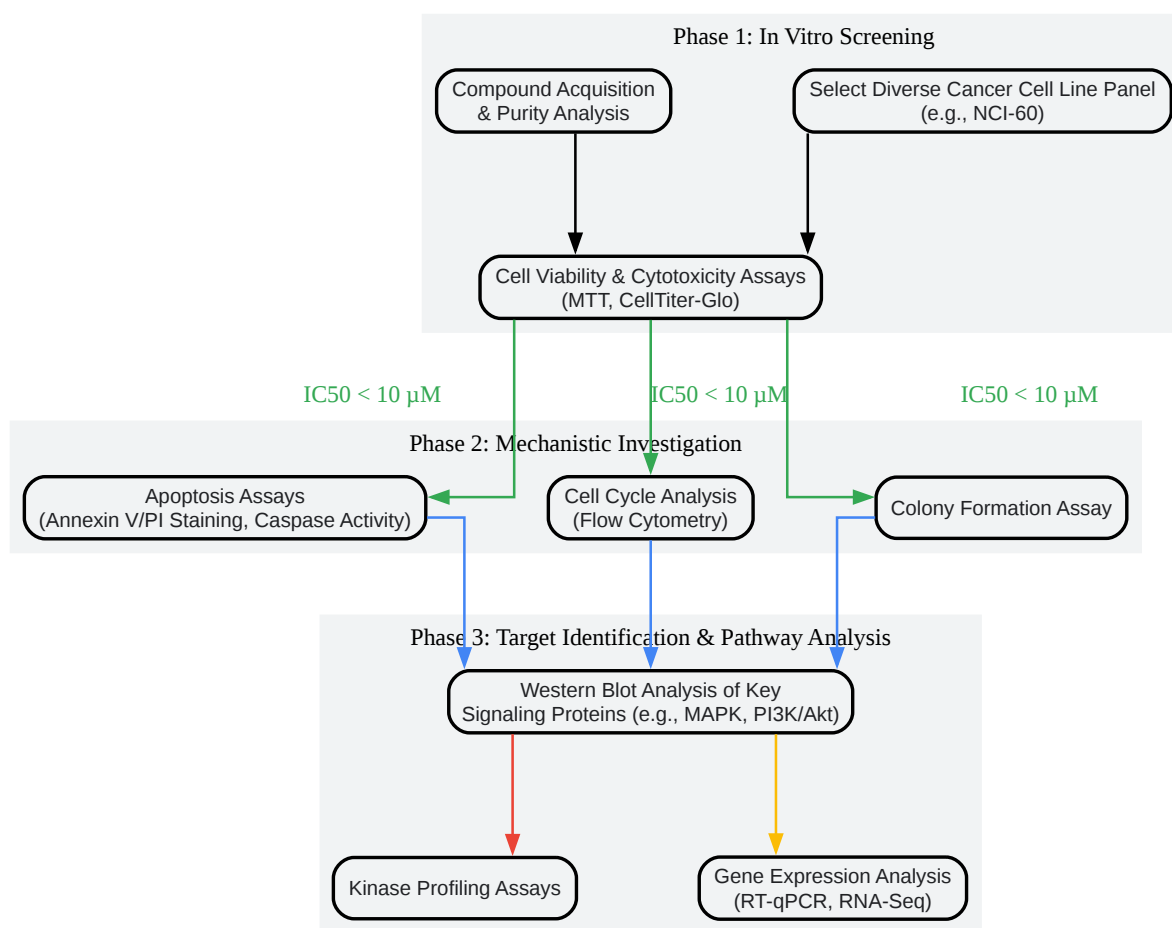 Phase 1: In Vitro Screening
Compound Acquisition
& Purity Analysis
Select Diverse Cancer Cell Line Panel
(e.g., NCI-60)
Cell Viability & Cytotoxicity Assays
(MTT, CellTiter-Glo)
IC50 < 10 µM
IC50 < 10 µM
IC50 < 10 µM
Phase 2: Mechanistic Investigation
Apoptosis Assays
(Annexin V/PI Staining, Caspase Activity)
Cell Cycle Analysis
(Flow Cytometry)
Colony Formation Assay
Phase 3: Target Identification & Pathway Analysis
Western Blot Analysis of Key
Signaling Proteins (e.g., MAPK, PI3K/Akt)
Kinase Profiling Assays
Gene Expression Analysis
(RT-qPCR, RNA-Seq)